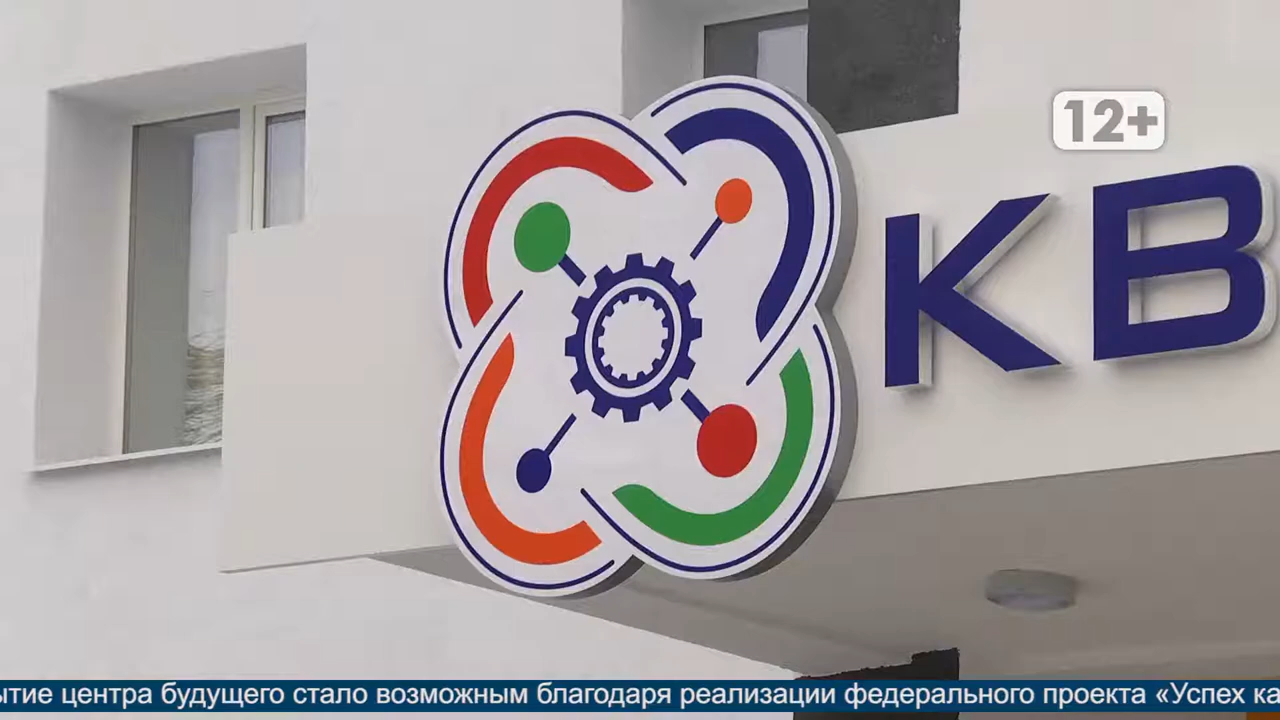 12+
КВ
ытие центра будущего стало возможным благодаря реализации федерального проекта «Успех ка